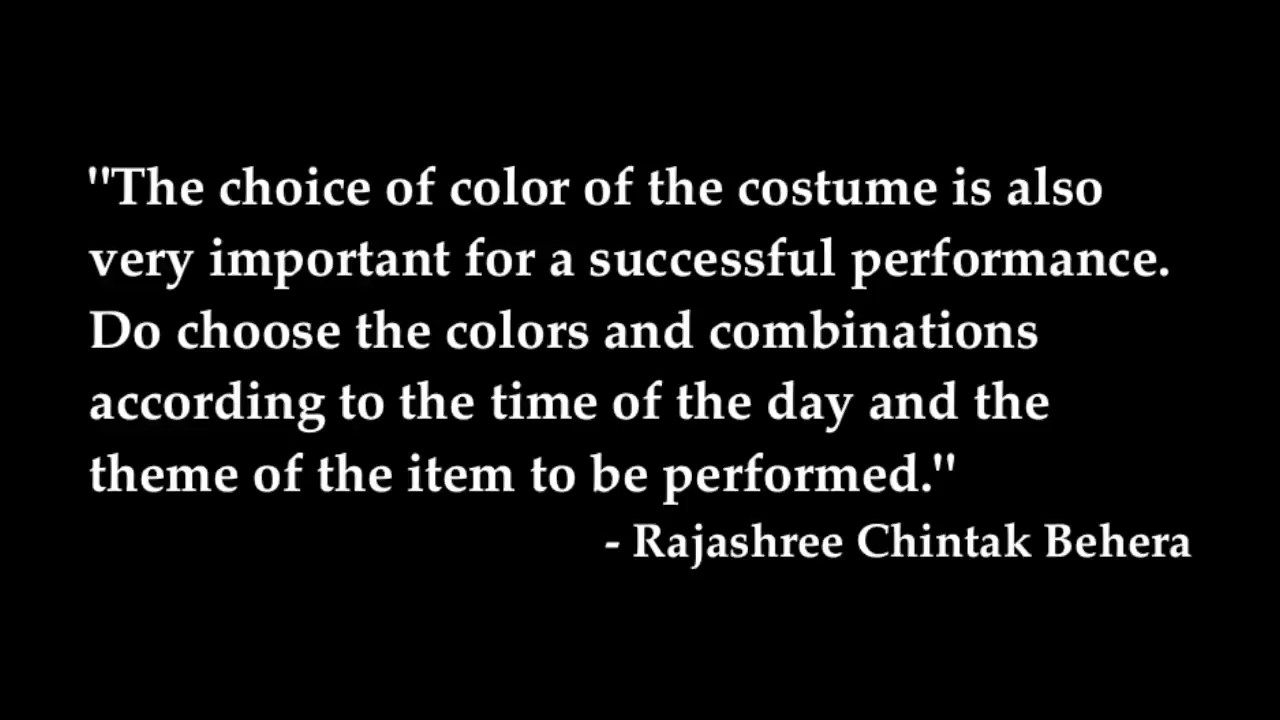 "The choice of color of the costume is also
very important for a successful performance.
Do choose the colors and combinations
according to the time of the day and the
theme of the item to be performed."
- Rajashree Chintak Behera